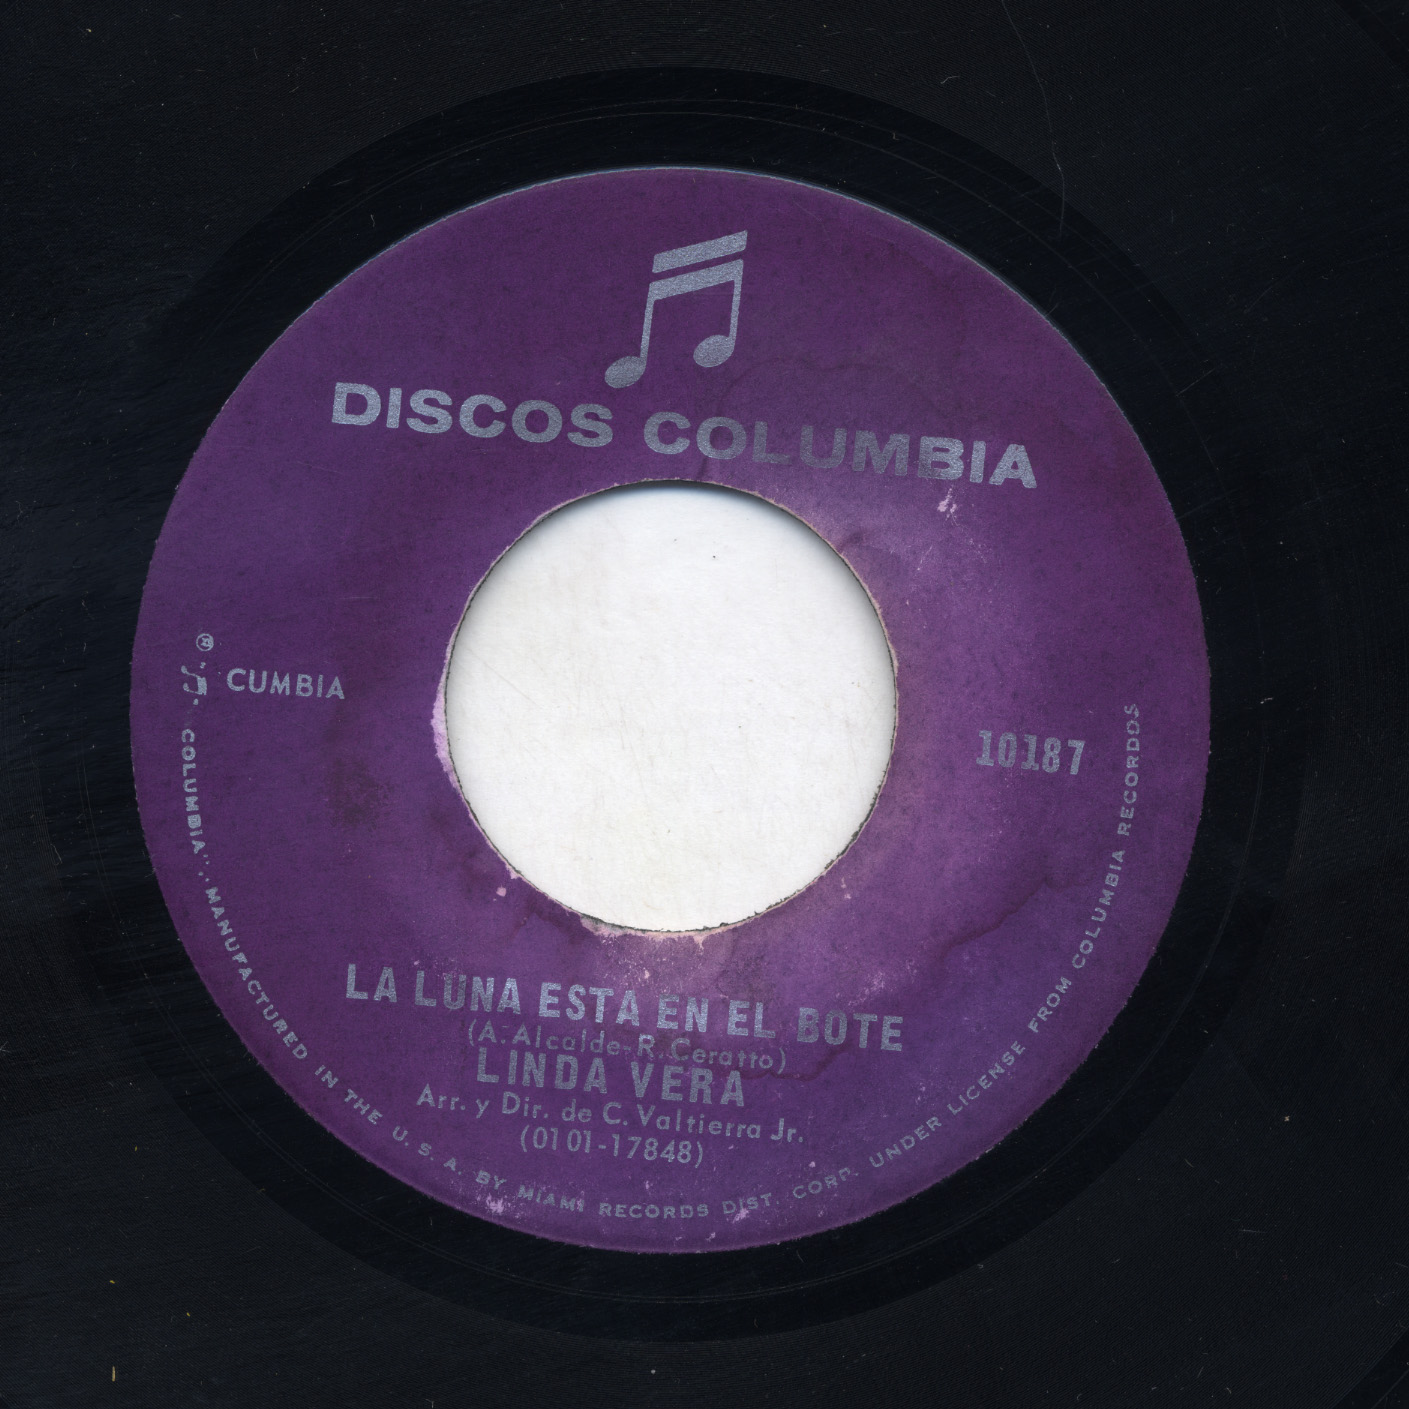 DISCOS COLUMBIA
CUMBIA
10187
LA LUNA ESTA EN EL BOTE
(A. Alcalde-R. Ceratto)
LINDA VERA
Arr. y Dir. de C. Valtierra Jr.
(0101-17848)
® "♫" COLUMBIA". MANUFACTURED IN THE U. S. A. BY MIAMI RECORDS DIST. CORP. UNDER LICENSE FROM COLUMBIA RECORDOS